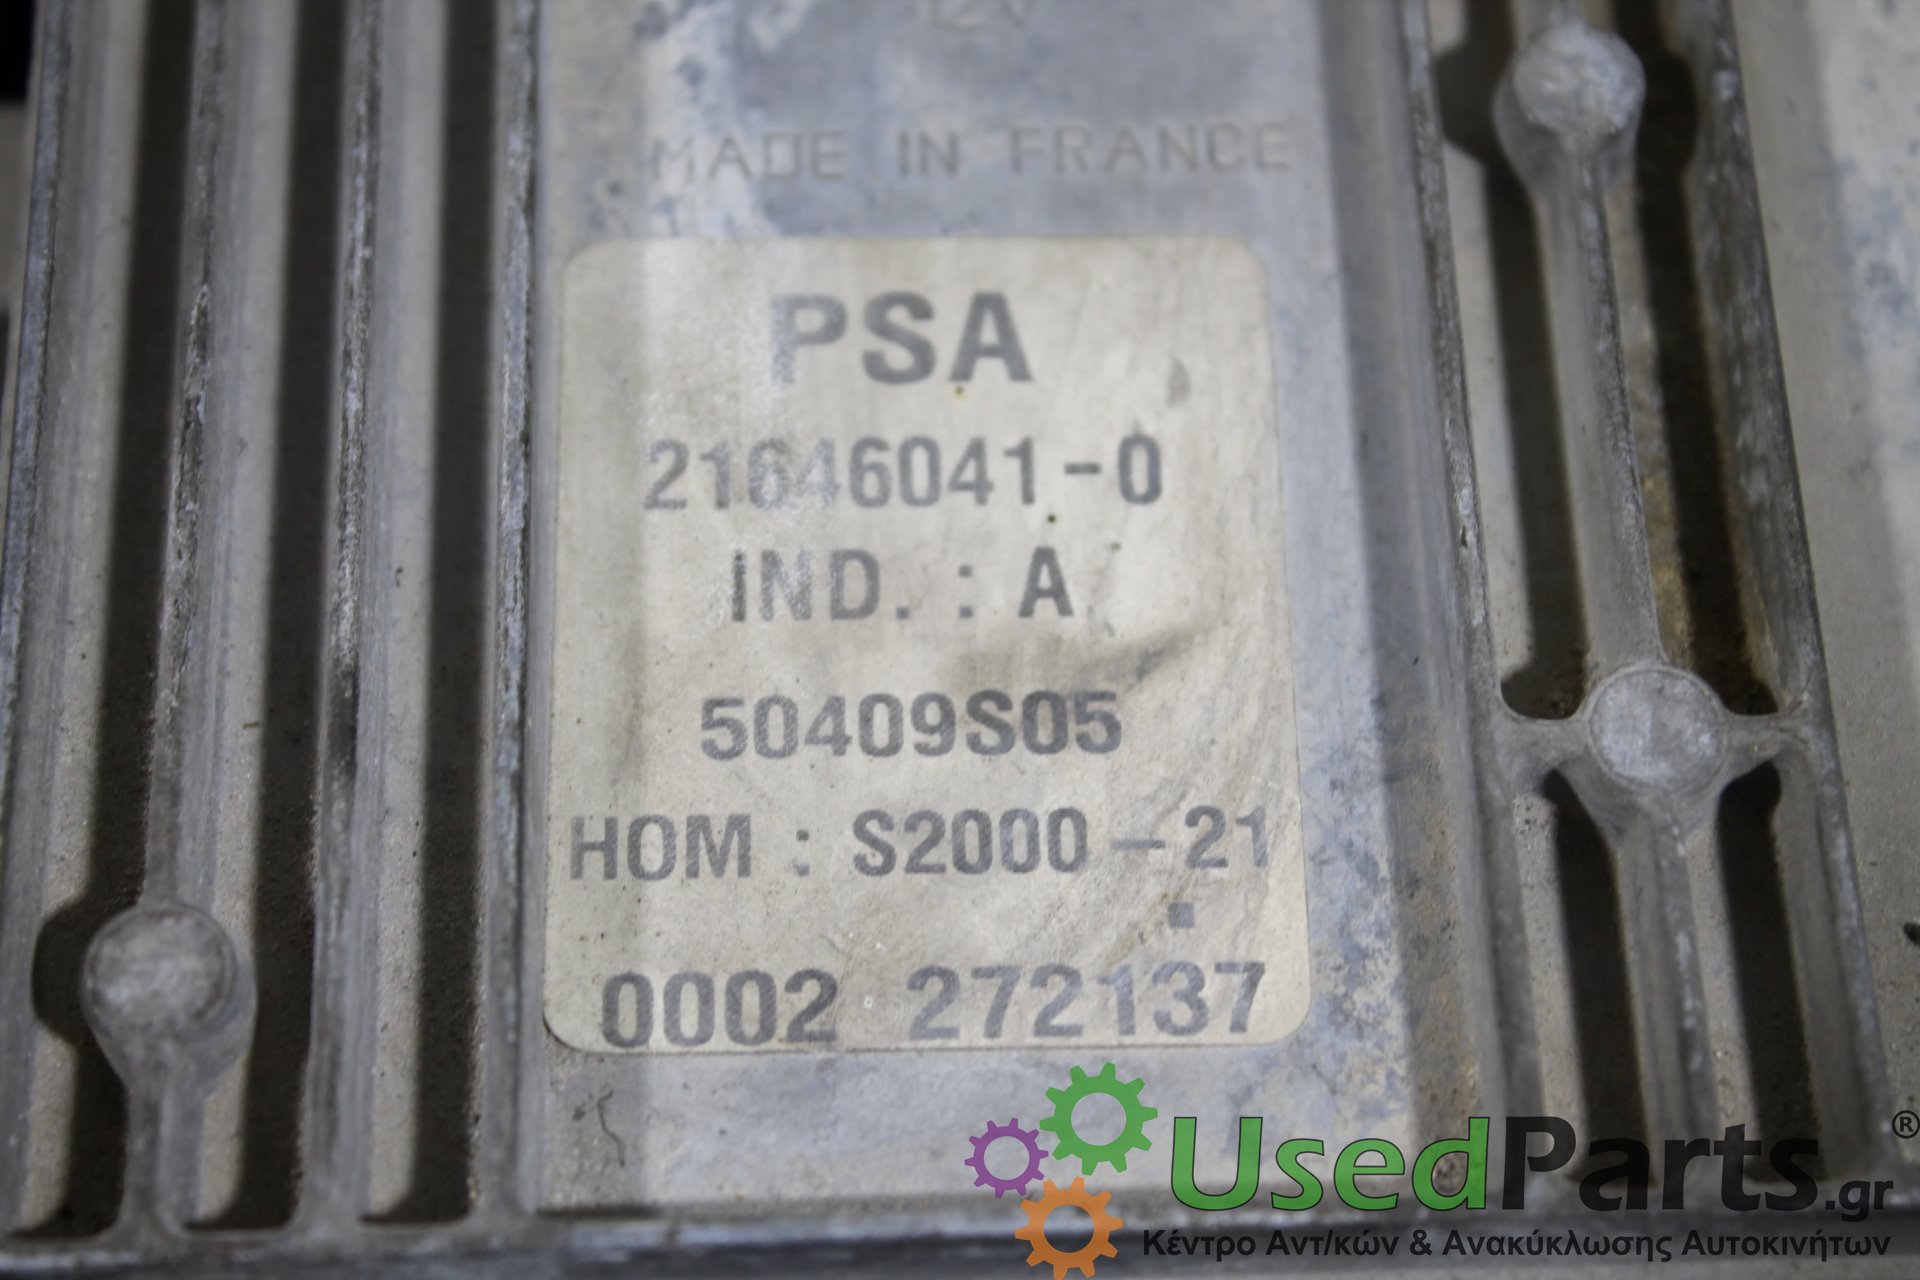 12V
MADE IN FRANCE
PSA
21646041-0
IND. : A
50409S05
HOM : S2000-21
0002 272137
UsedParts.gr®
Κέντρο Αντ/κών & Ανακύκλωσης Αυτοκινήτων